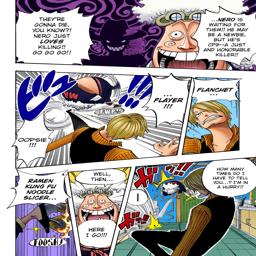 THEY'RE
GONNA DIE,
YOU KNOW?!
NERO JUST
LOVES
KILLING!!
GO GO GO!!
...NERO IS
WAITING FOR
THEM!! HE MAY
BE A NEWBIE,
BUT HE'S
CP9--A JUST
AND HONORABLE
KILLER!!
FLANCHET...
...FLAYER
!!!
OOPSIE
!!!
HOW MANY
TIMES DO I
HAVE TO TELL
YOU...? I'M IN
A HURRY!!
WELL,
THEN...
HERE
I GO!!!
RAMEN
KUNG FU
NOODLE
SLICER...
FOOSH